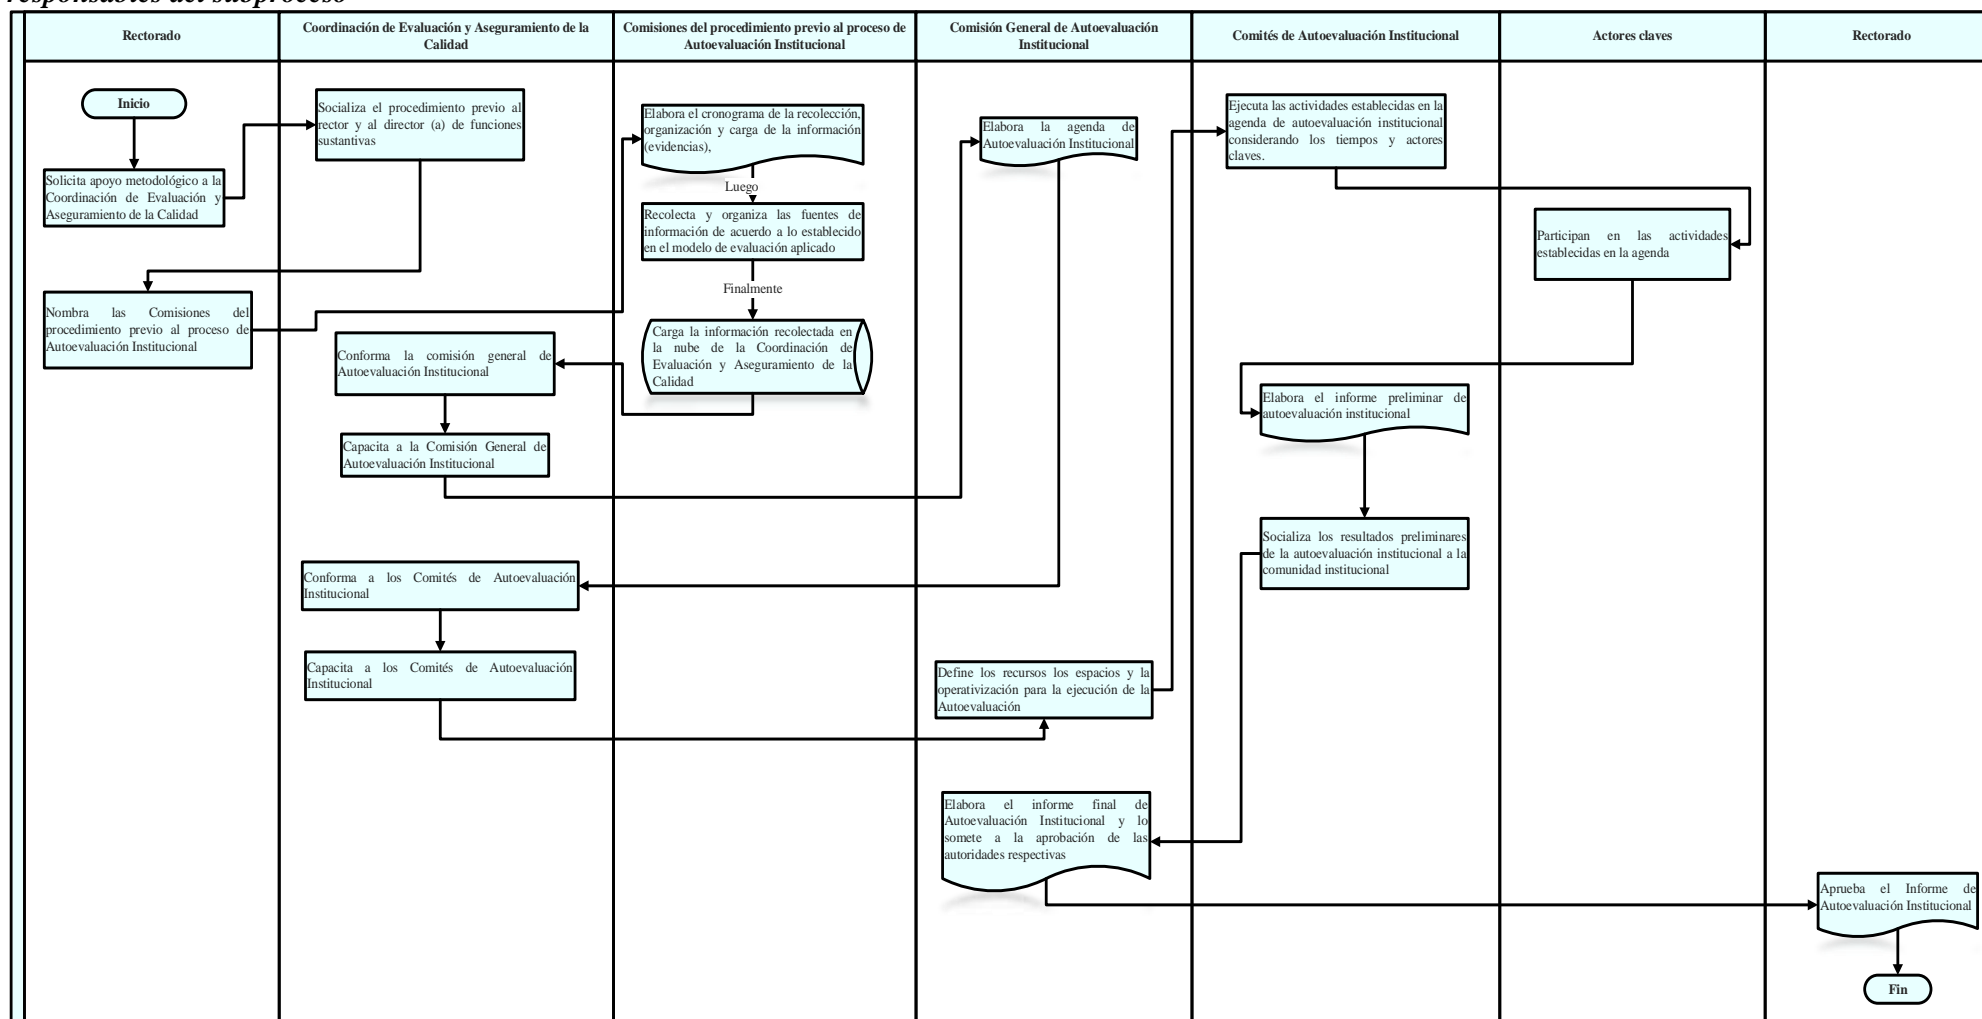 responsables del subproceso
Rectorado
Coordinación de Evaluación y Aseguramiento de la
Calidad
Comisiones del procedimiento previo al proceso de
Autoevaluación Institucional
Comisión General de Autoevaluación
Institucional
Comités de Autoevaluación Institucional
Actores claves
Rectorado
Inicio
Solicita apoyo metodológico a la
Coordinación de Evaluación y
Aseguramiento de la Calidad
Socializa el procedimiento previo al
rector y al director (a) de funciones
sustantivas
Nombra las Comisiones del
procedimiento previo al proceso de
Autoevaluación Institucional
Elabora el cronograma de la recolección,
organización y carga de la información
(evidencias),
Luego
Recolecta y organiza las fuentes de
información de acuerdo a lo establecido
en el modelo de evaluación aplicado
Finalmente
Carga la información recolectada en
la nube de la Coordinación de
Evaluación y Aseguramiento de la
Calidad
Conforma la comisión general de
Autoevaluación Institucional
Capacita a la Comisión General de
Autoevaluación Institucional
Elabora la agenda de
Autoevaluación Institucional
Conforma a los Comités de Autoevaluación
Institucional
Capacita a los Comités de Autoevaluación
Institucional
Define los recursos los espacios y la
operativización para la ejecución de la
Autoevaluación
Ejecuta las actividades establecidas en la
agenda de autoevaluación institucional
considerando los tiempos y actores
claves.
Participan en las actividades
establecidas en la agenda
Elabora el informe preliminar de
autoevaluación institucional
Socializa los resultados preliminares
de la autoevaluación institucional a la
comunidad institucional
Elabora el informe final de
Autoevaluación Institucional y lo
somete a la aprobación de las
autoridades respectivas
Aprueba el Informe de
Autoevaluación Institucional
Fin